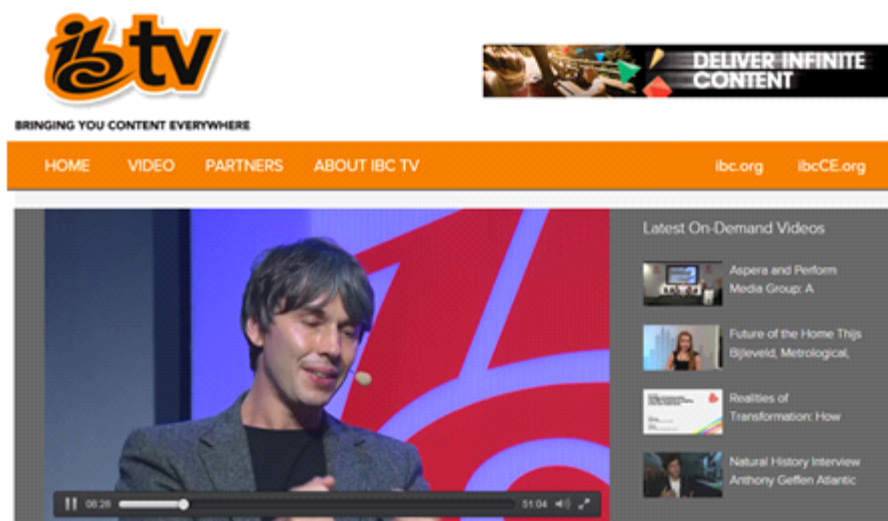 ibc tv
DELIVER INFINITE
CONTENT
BRINGING YOU CONTENT EVERYWHERE
HOME VIDEO PARTNERS ABOUT IBC TV ibc.org ibcCE.org
Latest On-Demand Videos
Aspera and Perform
Media Group: A
Future of the Home Thijs
Bijleveld, Metrological,
Realities of
Transformation: How
Natural History Interview
Anthony Geffen Atlantic
06:28 51:04